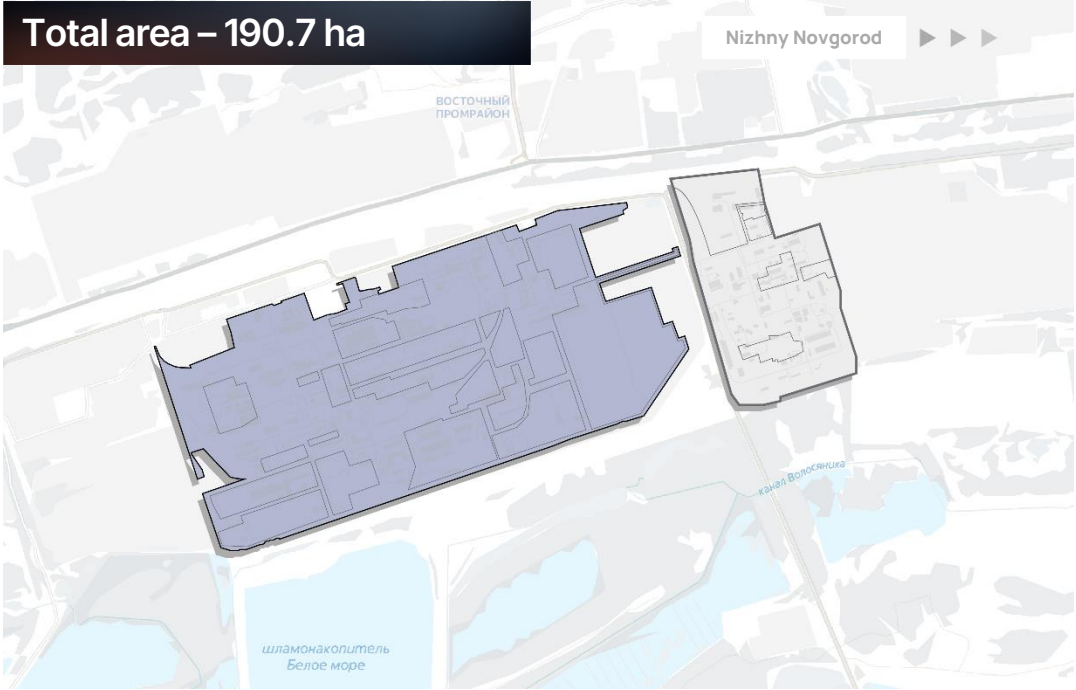 Total area – 190.7 ha
Nizhny Novgorod
ВОСТОЧНЫЙ
ПРОМРАЙОН
канал Волосяника
шламонакопитель
Белое море